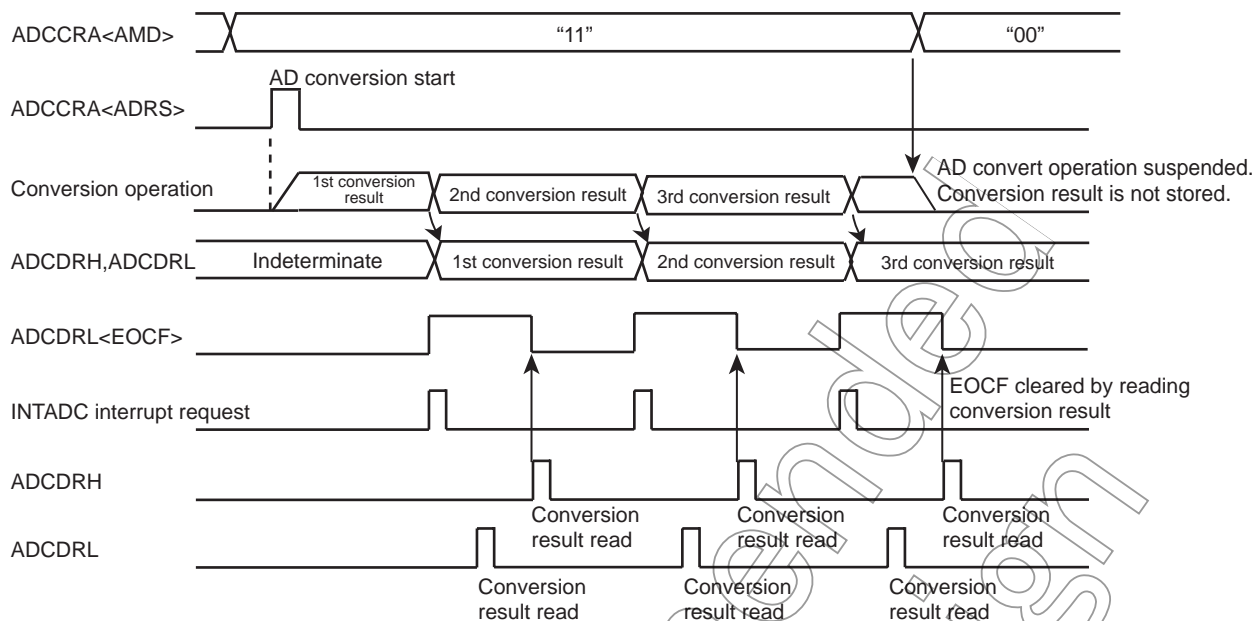 ADCCRA<AMD>
“11”
“00”
AD conversion start
ADCCRA<ADRS>
AD convert operation suspended.
Conversion result is not stored.
Conversion operation
1st conversion
result
2nd conversion result
3rd conversion result
ADCDRH,ADCDRL
Indeterminate
1st conversion result
2nd conversion result
3rd conversion result
ADCDRL<EOCF>
EOCF cleared by reading
conversion result
INTADC interrupt request
ADCDRH
Conversion
result read
Conversion
result read
Conversion
result read
ADCDRL
Conversion
result read
Conversion
result read
Conversion
result read